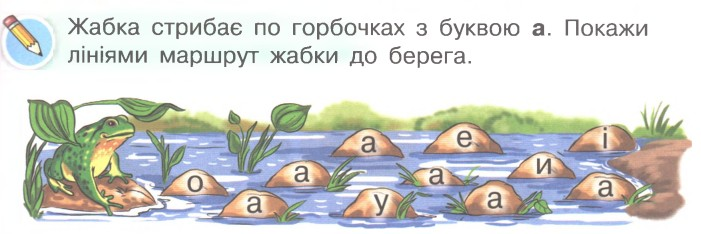 Жабка стрибає по горбочках з буквою а. Покажи
лініями маршрут жабки до берега.
а е і
о а а и а
а у а